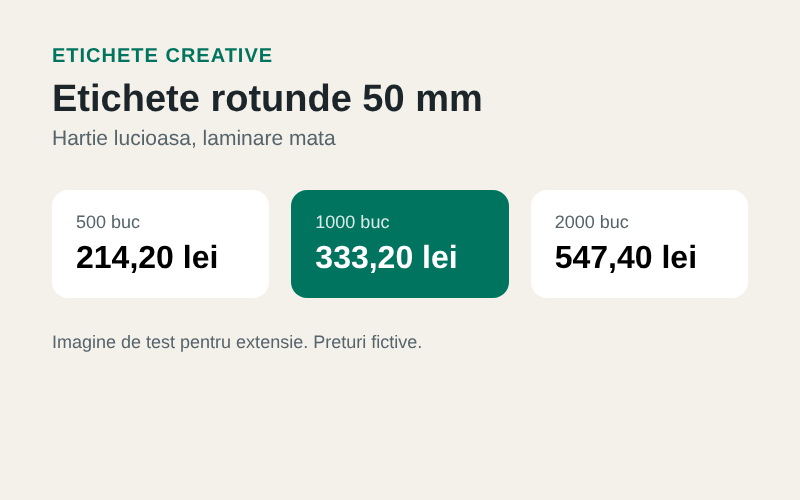 ETICHETE CREATIVE
Etichete rotunde 50 mm
Hartie lucioasa, laminare mata
500 buc
214,20 lei
1000 buc
333,20 lei
2000 buc
547,40 lei
Imagine de test pentru extensie. Preturi fictive.